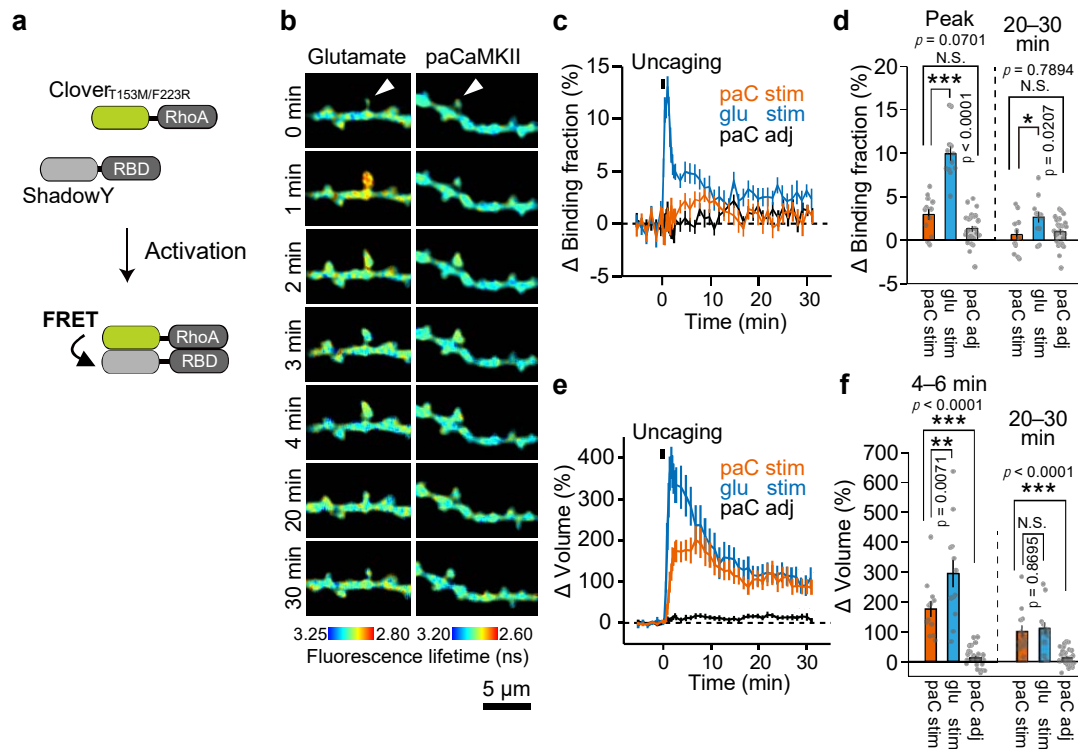 a
Clover T153M/F223R
RhoA
RBD
ShadowY
Activation
FRET
RhoA
RBD
b
Glutamate
paCaMKII
0 min
1 min
2 min
3 min
4 min
20 min
30 min
3.25
2.80
3.20
2.60
Fluorescence lifetime (ns)
5 µm
c
Uncaging
paC stim
glu stim
paC adj
Δ Binding fraction (%)
15
10
5
0
-5
0
10
20
30
Time (min)
d
Peak
p = 0.0701
N.S.
***
p < 0.0001
20–30
min
p = 0.7894
N.S.
*
p = 0.0207
Δ Binding fraction (%)
20
15
10
5
0
-5
paC stim
glu stim
paC adj
paC stim
glu stim
paC adj
e
Uncaging
paC stim
glu stim
paC adj
Δ Volume (%)
400
300
200
100
0
0
10
20
30
Time (min)
f
4–6 min
p < 0.0001
***
**
p = 0.0071
20–30
min
p < 0.0001
***
N.S.
p = 0.8695
Δ Volume (%)
700
600
500
400
300
200
100
0
paC stim
glu stim
paC adj
paC stim
glu stim
paC adj